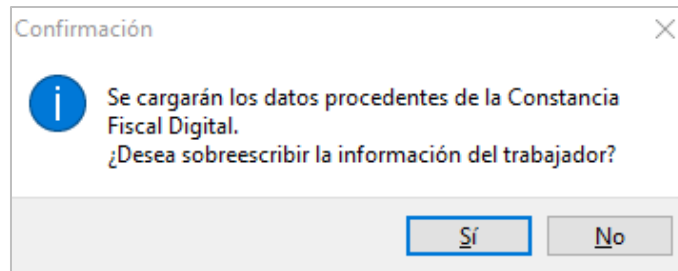 Confirmación
Se cargarán los datos procedentes de la Constancia
Fiscal Digital.
¿Desea sobreescribir la información del trabajador?
Sí
No